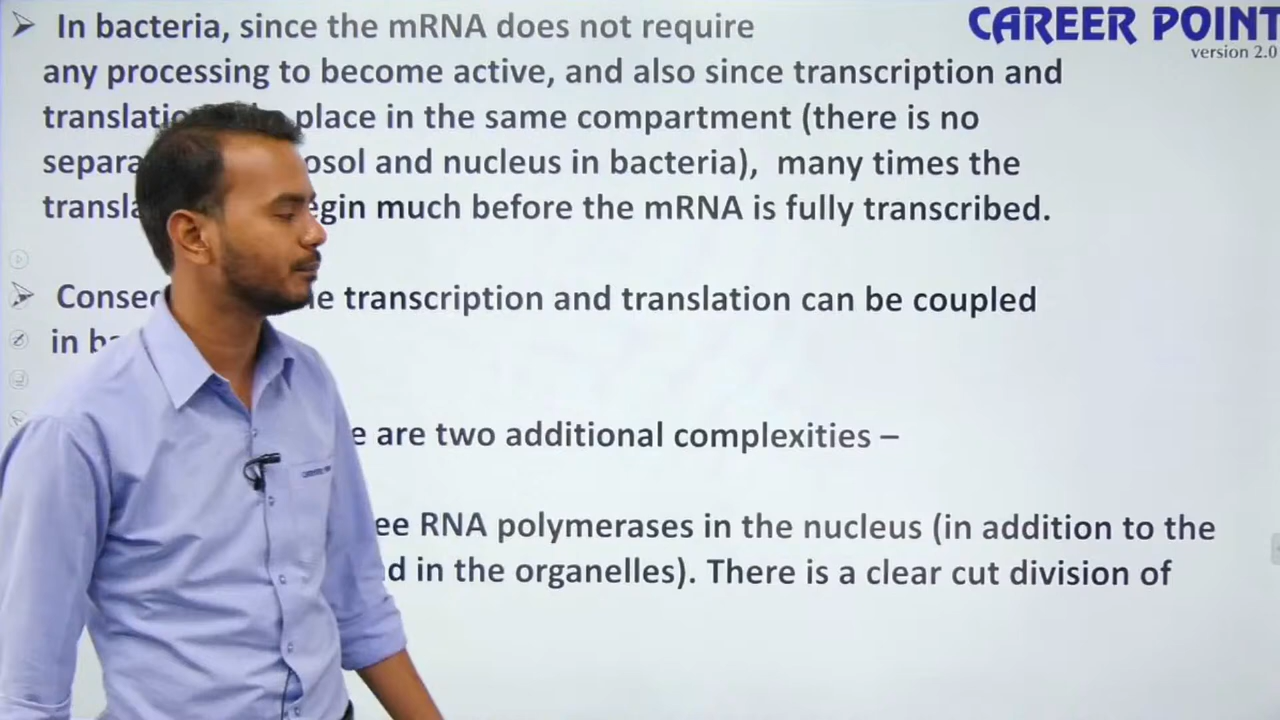 In bacteria, since the mRNA does not require
any processing to become active, and also since transcription and
place in the same compartment (there is no
and nucleus in bacteria), many times the
much before the mRNA is fully transcribed.
transcription and translation can be coupled
in
are two additional complexities –
RNA polymerases in the nucleus (in addition to the
in the organelles). There is a clear cut division of
CAREER POINT
version 2.0